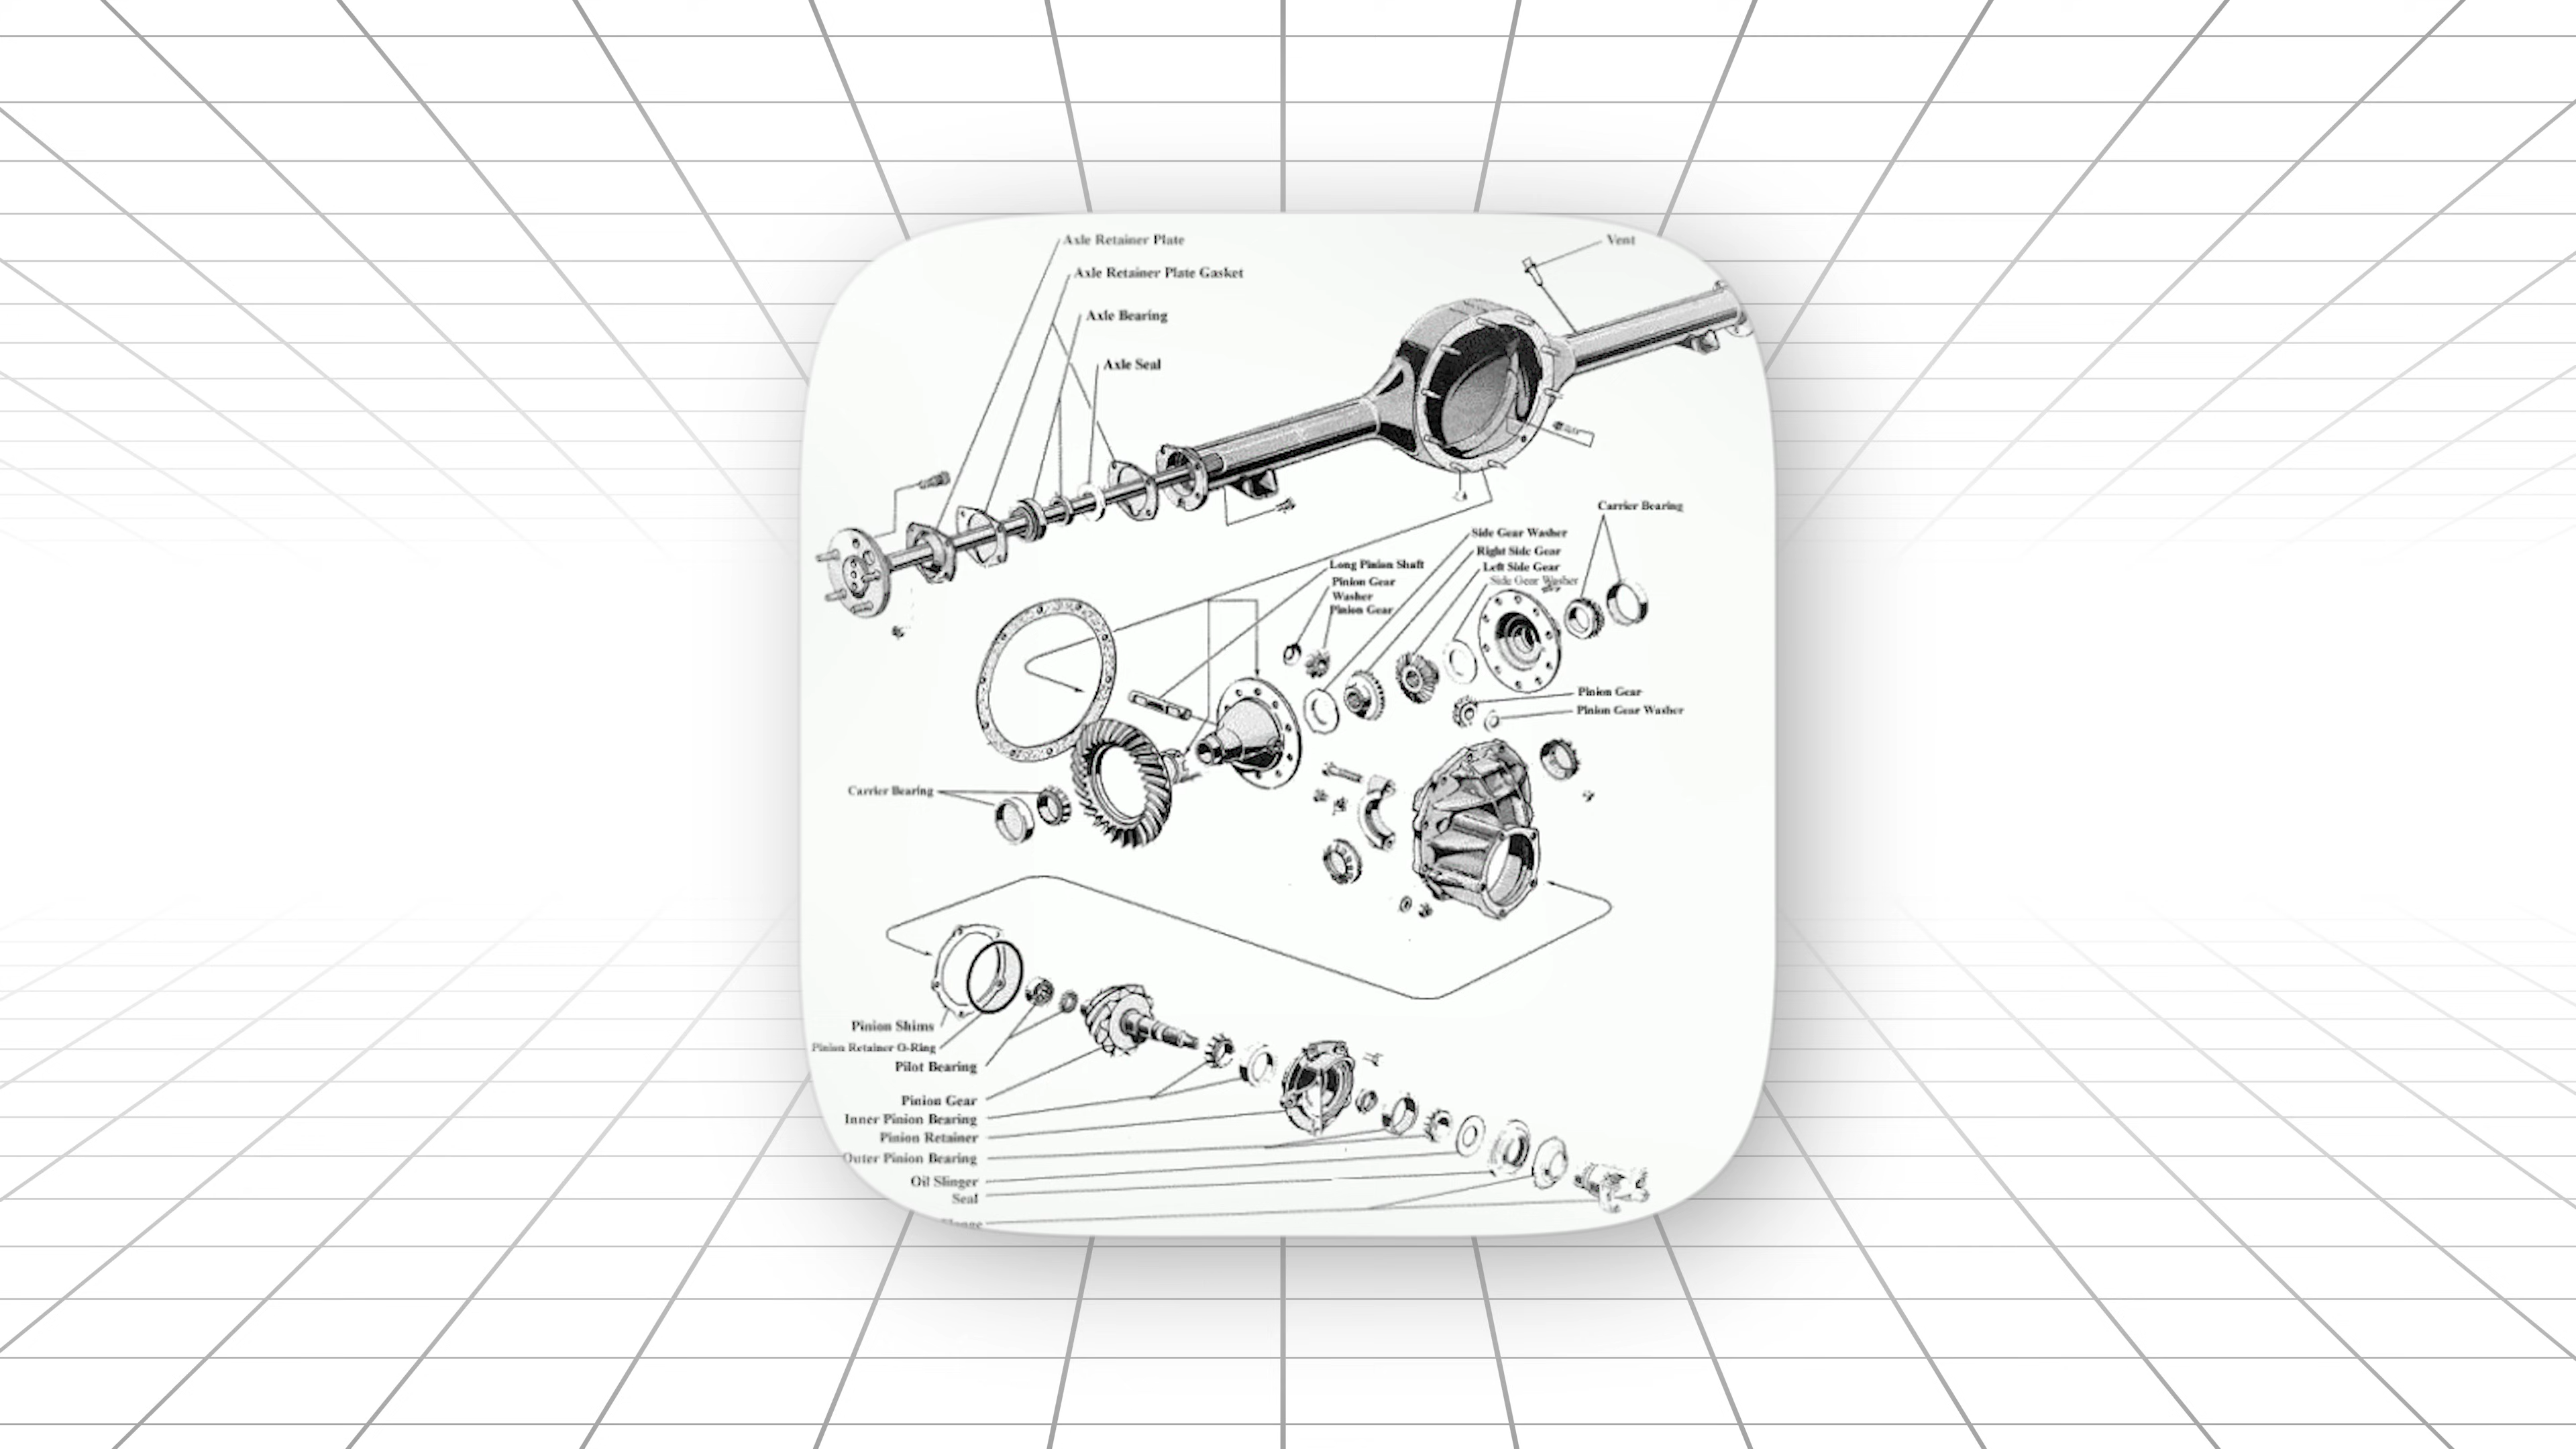 Axle Retainer Plate
Vent
Axle Retainer Plate Gasket
Axle Bearing
Axle Seal
Carrier Bearing
Side Gear Washer
Right Side Gear
Long Pinion Shaft
Left Side Gear
Pinion Gear
Side Gear Washer
Washer
Pinion Gear
Pinion Gear
Pinion Gear Washer
Carrier Bearing
Pinion Shims
Pinion Retainer O-Ring
Pilot Bearing
Pinion Gear
Inner Pinion Bearing
Pinion Retainer
Outer Pinion Bearing
Oil Slinger
Seal